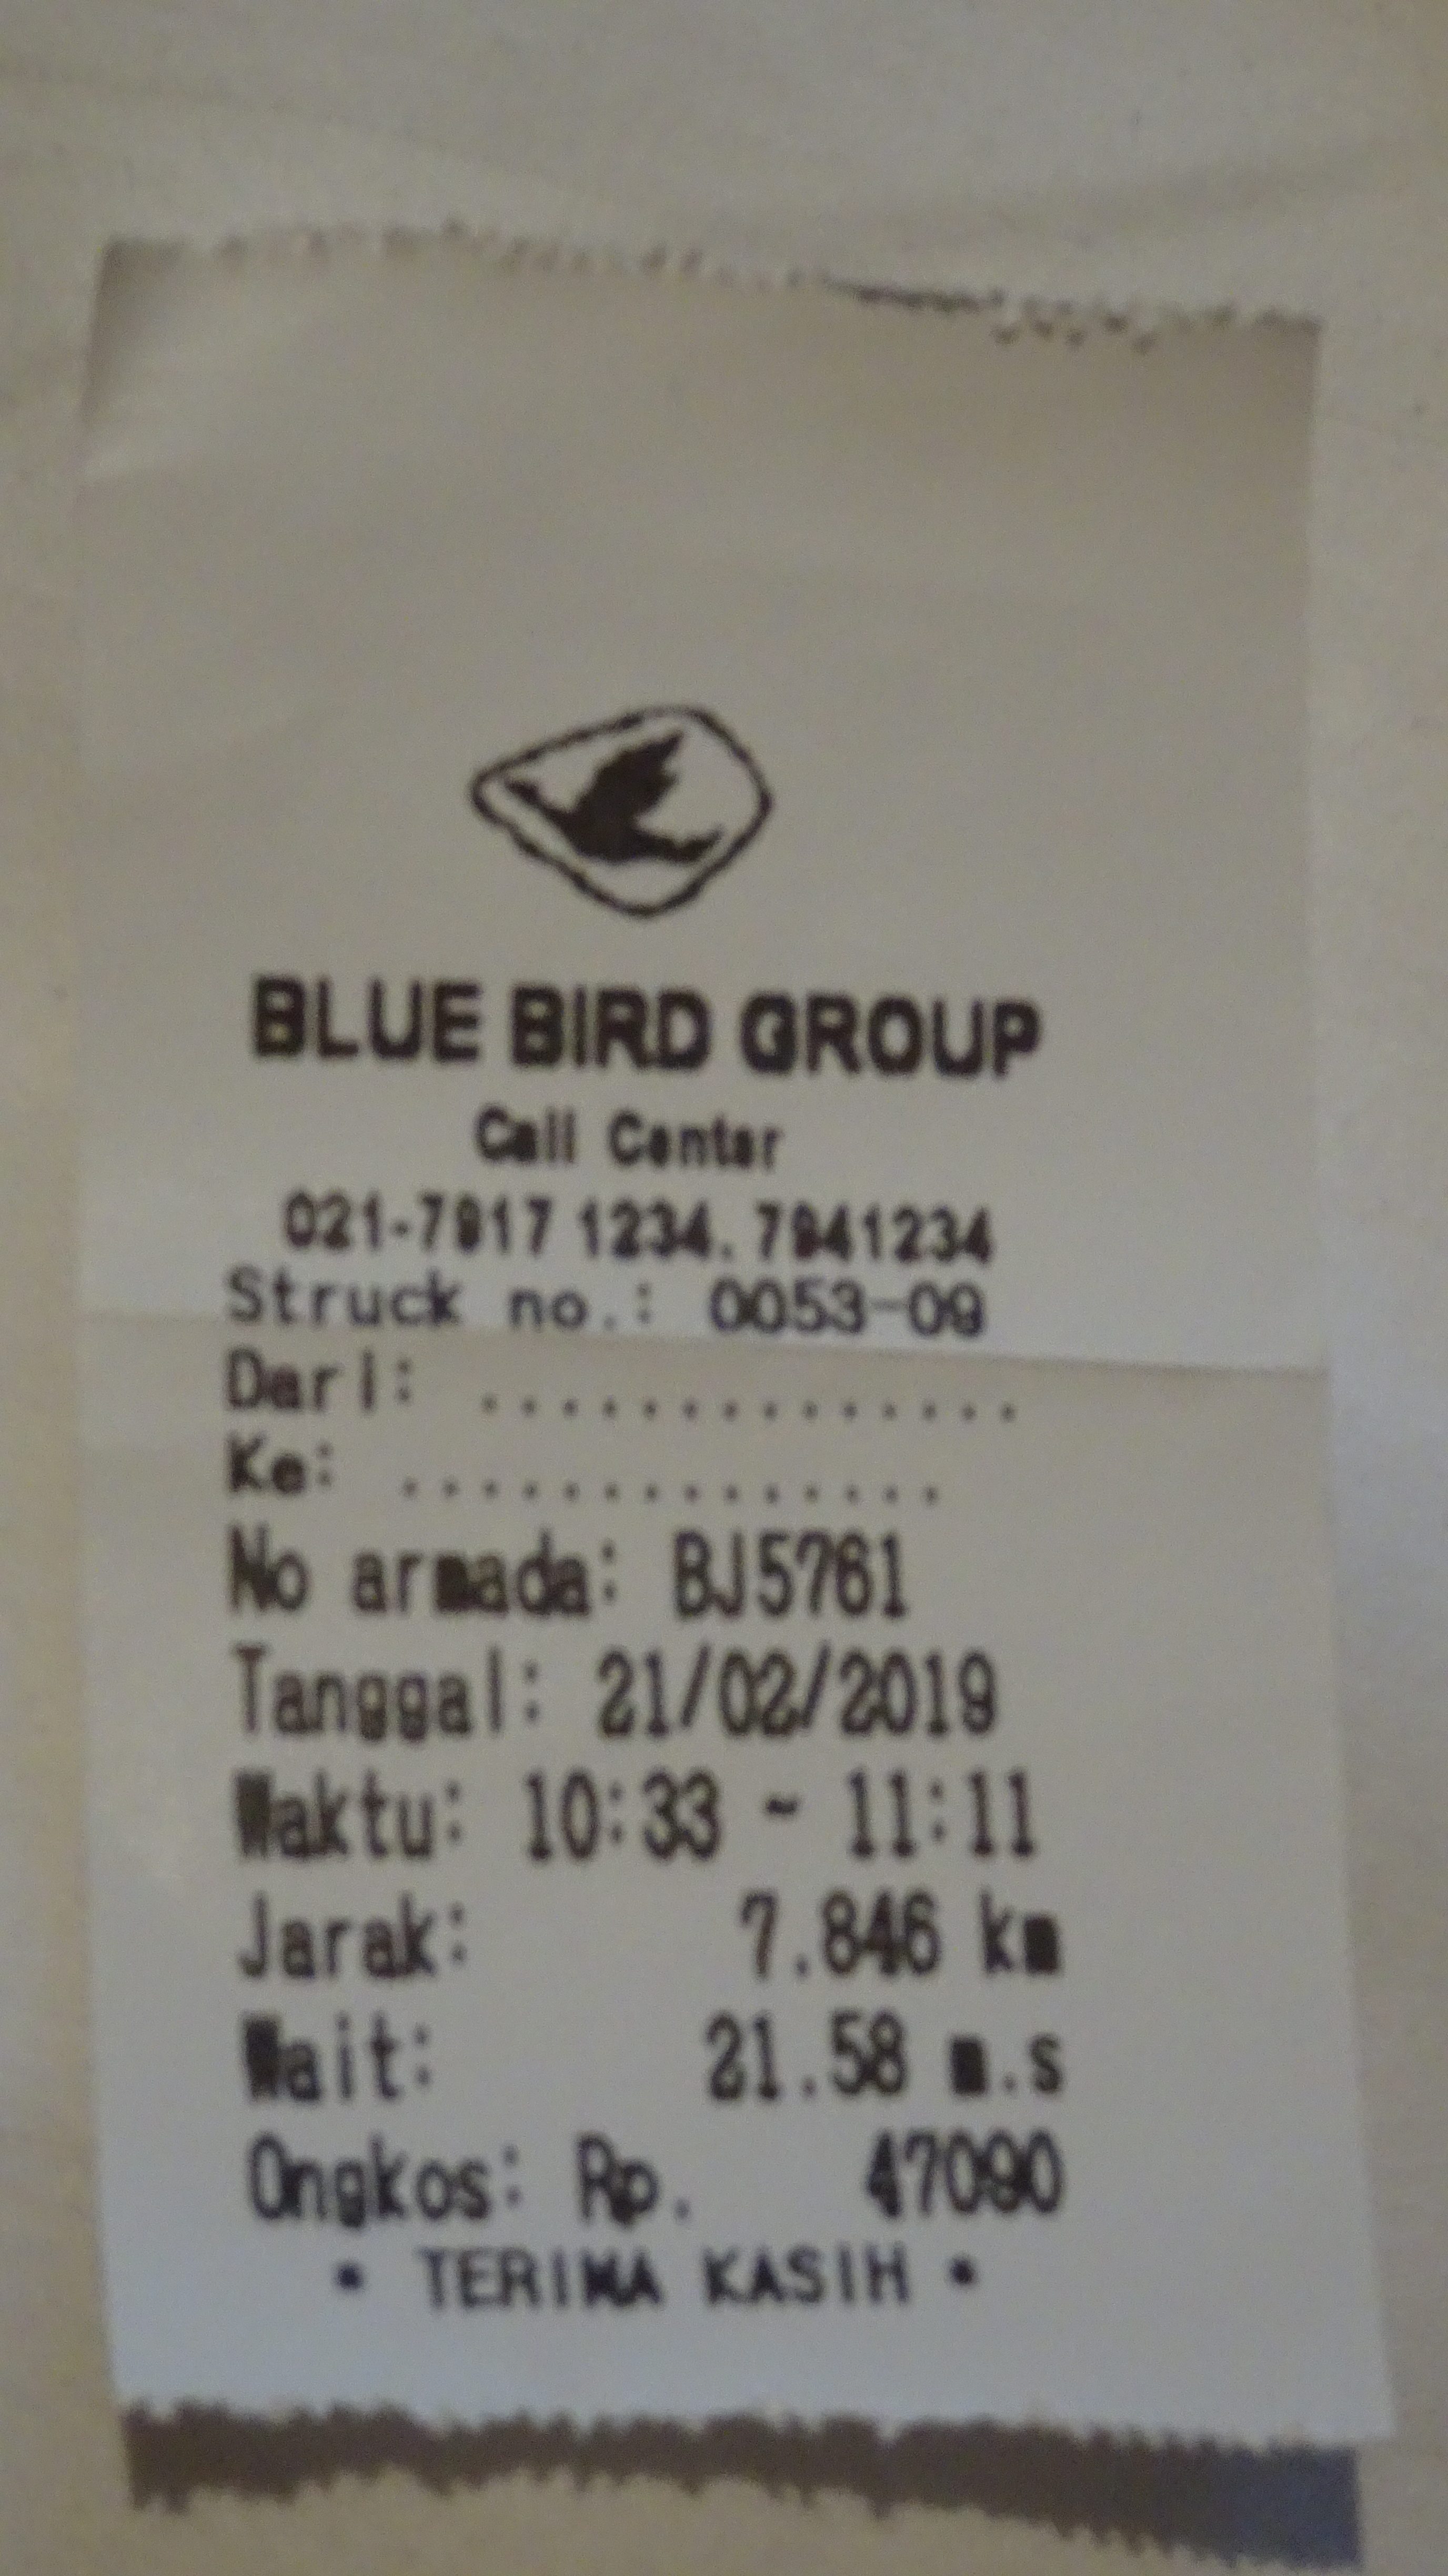 BLUE BIRD GROUP
Call Center
021-7917 1234. 7941234
Struck no.: 0053-09
Dari: ..............
Ke: ..............
No armada: BJ5761
Tanggal: 21/02/2019
Waktu: 10:33 ~ 11:11
Jarak: 7.846 km
Wait: 21.58 m.s
Ongkos: Rp. 47090
* TERIMA KASIH *